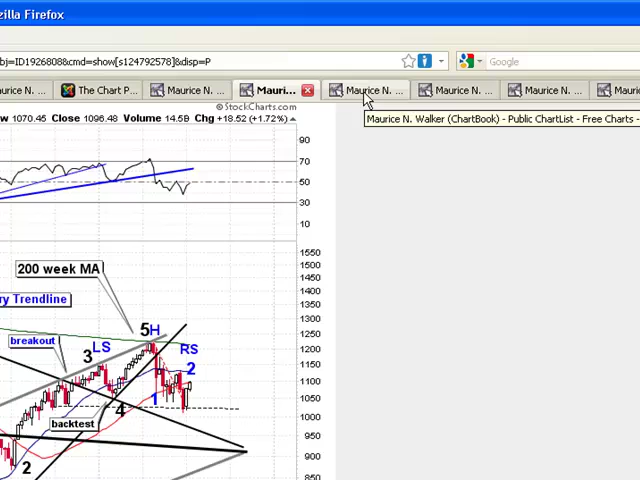 zilla Firefox
bj=ID1926808&cmd=show[s124792578]&disp=P
Google
aurice N. ...
The Chart P...
Maurice N. ...
Mauri...
Maurice N. ...
Maurice N. ...
Maurice N. ...
Mauri
© StockCharts.com
w 1070.45 Close 1096.48 Volume 14.5B Chg +18.52 (+1.72%)
Maurice N. Walker (ChartBook) - Public ChartList - Free Charts -
90
70
50
30
10
1550
1500
1450
1400
1350
1300
1250
1200
1150
1100
1050
1000
950
900
850
200 week MA
ry Trendline
breakout
backtest
LS
H
RS
3
5
4
1
2
2